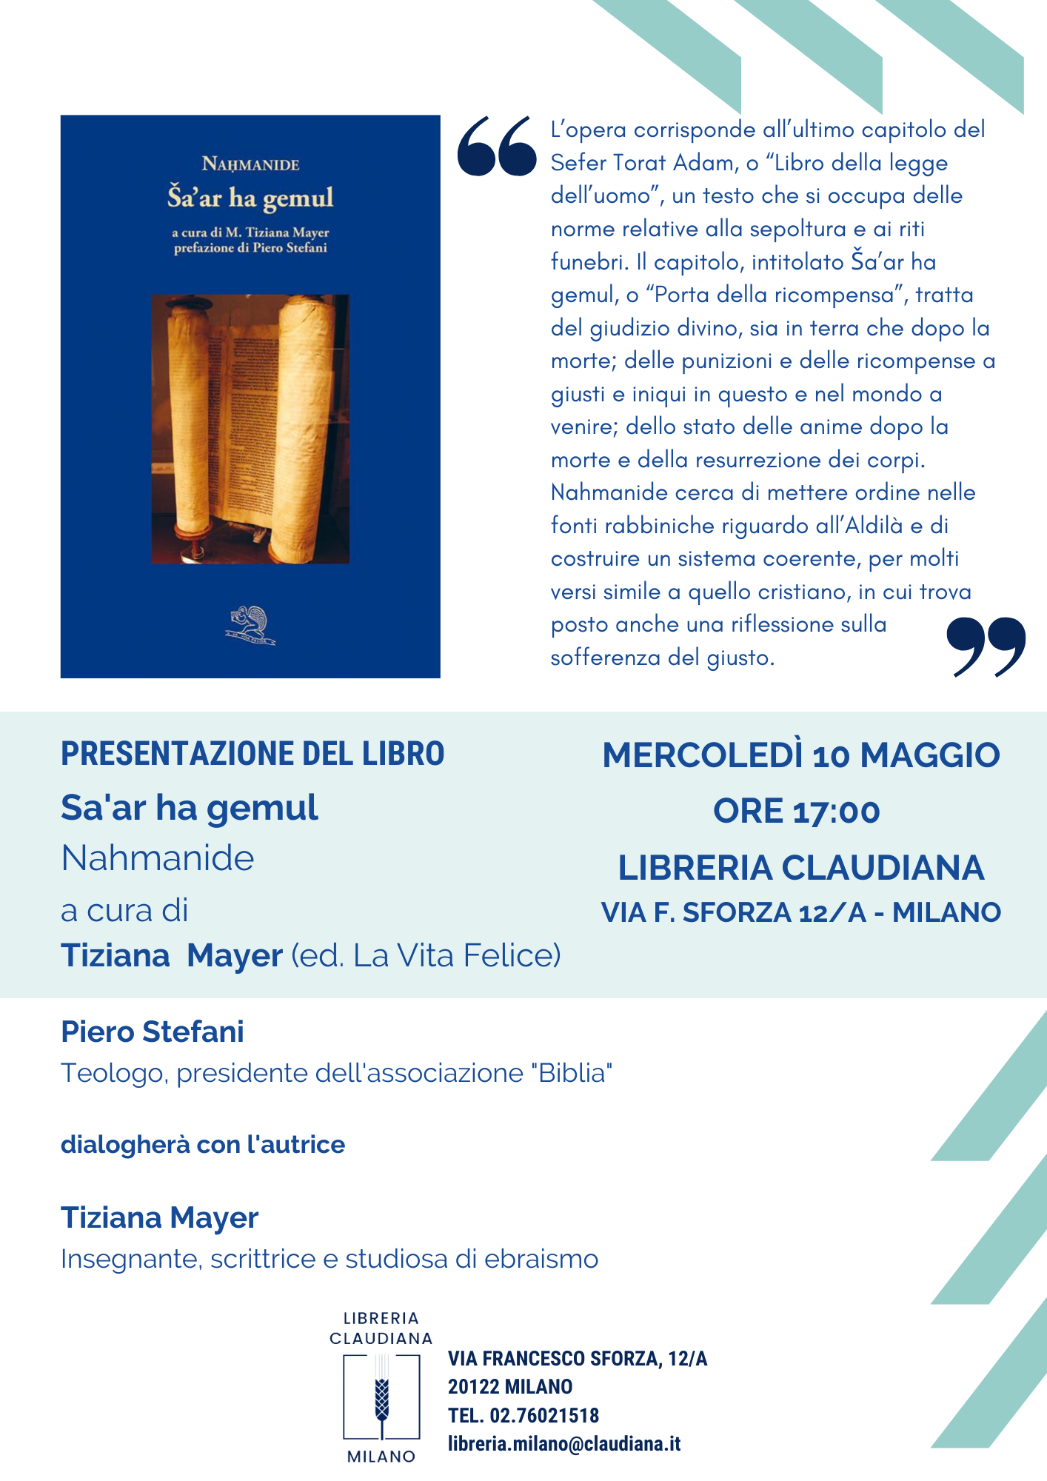 NAḤMANIDE
Ša’ar ha gemul
a cura di M. Tiziana Mayer
prefazione di Piero Stefani
“
L’opera corrisponde all’ultimo capitolo del
Sefer Torat Adam, o “Libro della legge
dell’uomo”, un testo che si occupa delle
norme relative alla sepoltura e ai riti
funebri. Il capitolo, intitolato Ša’ar ha
gemul, o “Porta della ricompensa”, tratta
del giudizio divino, sia in terra che dopo la
morte; delle punizioni e delle ricompense a
giusti e iniqui in questo e nel mondo a
venire; dello stato delle anime dopo la
morte e della resurrezione dei corpi.
Nahmanide cerca di mettere ordine nelle
fonti rabbiniche riguardo all’Aldilà e di
costruire un sistema coerente, per molti
versi simile a quello cristiano, in cui trova
posto anche una riflessione sulla
sofferenza del giusto.
”
PRESENTAZIONE DEL LIBRO
Sa'ar ha gemul
Nahmanide
a cura di
Tiziana Mayer (ed. La Vita Felice)
MERCOLEDÌ 10 MAGGIO
ORE 17:00
LIBRERIA CLAUDIANA
VIA F. SFORZA 12/A - MILANO
Piero Stefani
Teologo, presidente dell'associazione "Biblia"
dialogherà con l'autrice
Tiziana Mayer
Insegnante, scrittrice e studiosa di ebraismo
LIBRERIA
CLAUDIANA
MILANO
VIA FRANCESCO SFORZA, 12/A
20122 MILANO
TEL. 02.76021518
libreria.milano@claudiana.it